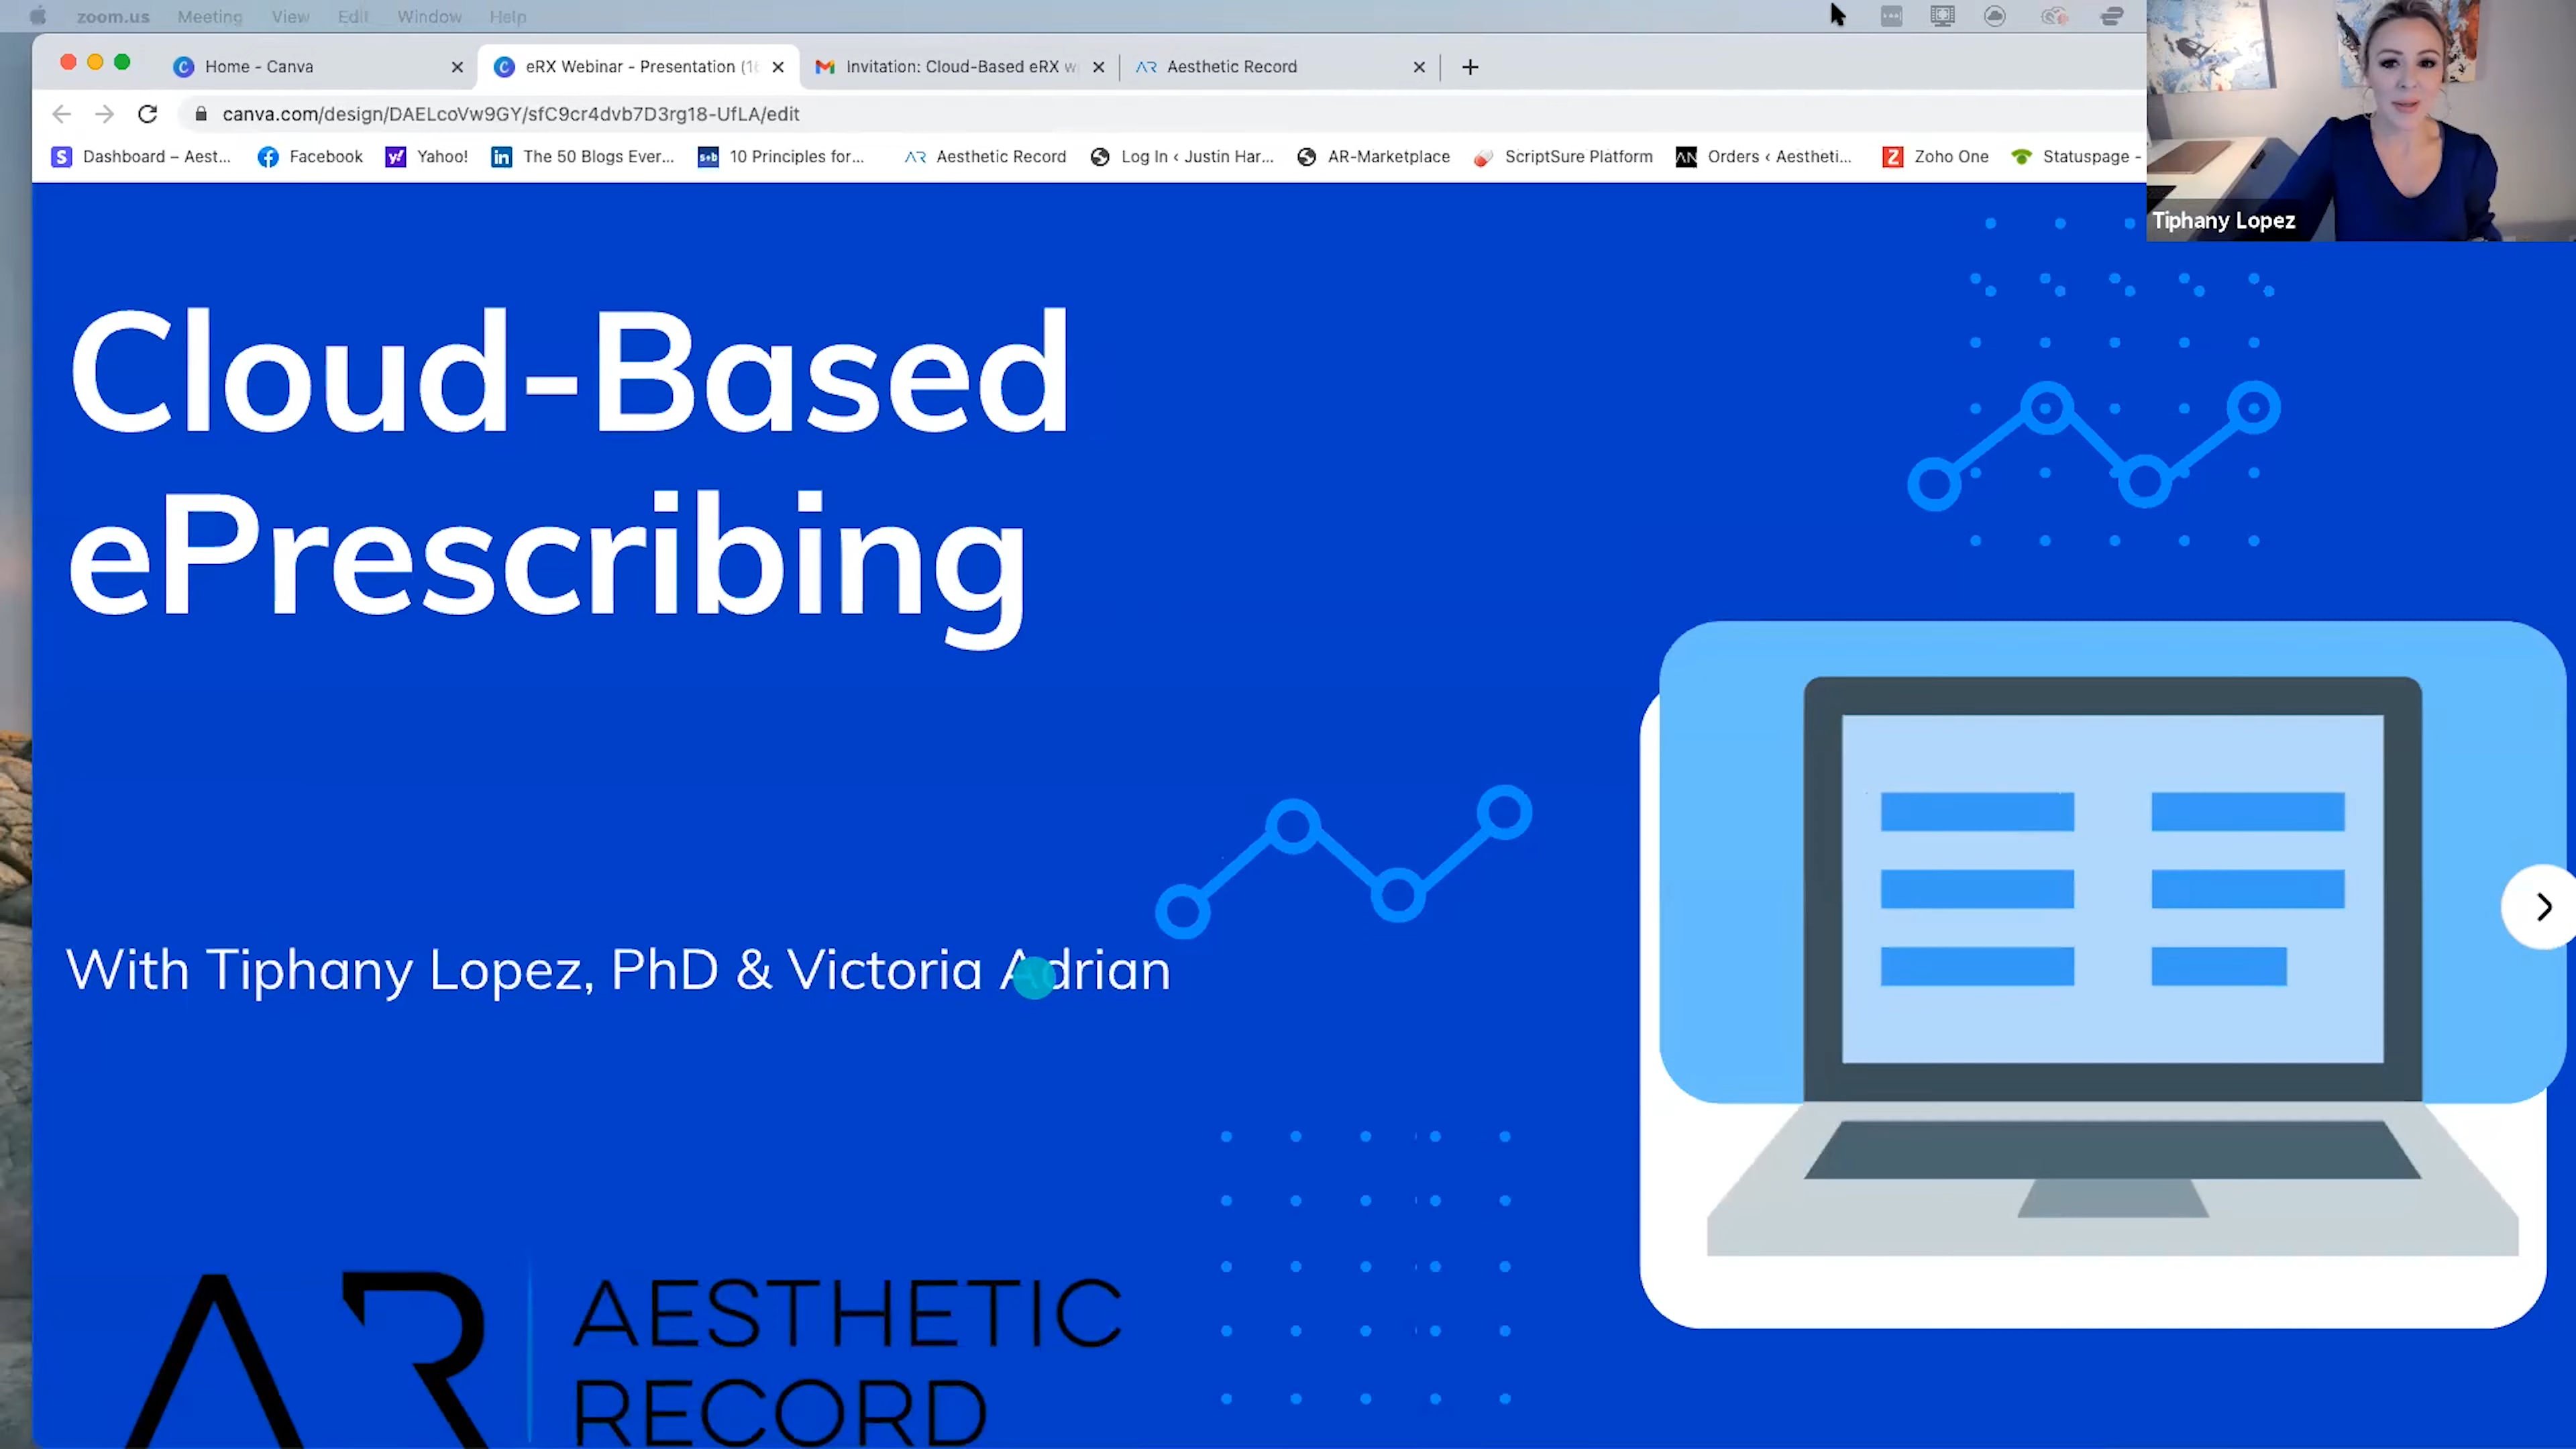 zoom.us Meeting View Edit Window Help
Home - Canva
eRX Webinar - Presentation (16
Invitation: Cloud-Based eRX w
Aesthetic Record
canva.com/design/DAELcoVw9GY/sfC9cr4dvb7D3rg18-UfLA/edit
Dashboard – Aest... Facebook Yahoo! The 50 Blogs Ever... 10 Principles for... Aesthetic Record Log In ‹ Justin Har... AR-Marketplace ScriptSure Platform Orders ‹ Aestheti... Zoho One Statuspage -
Tiphany Lopez
Cloud-Based
ePrescribing
With Tiphany Lopez, PhD & Victoria Adrian
AR
AESTHETIC
RECORD